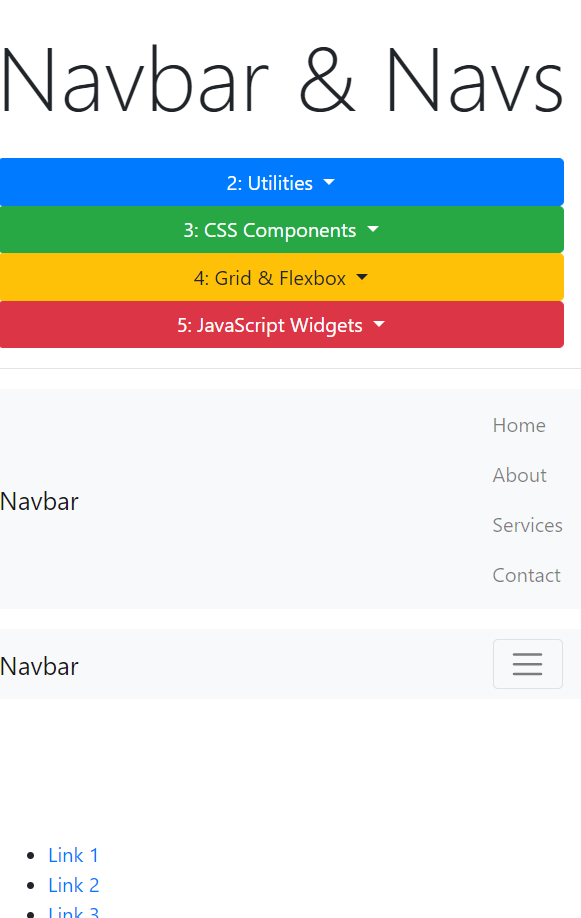 Navbar & Navs
2: Utilities
3: CSS Components
4: Grid & Flexbox
5: JavaScript Widgets
Home
About
Navbar
Services
Contact
Navbar
Link 1
Link 2
Link 3